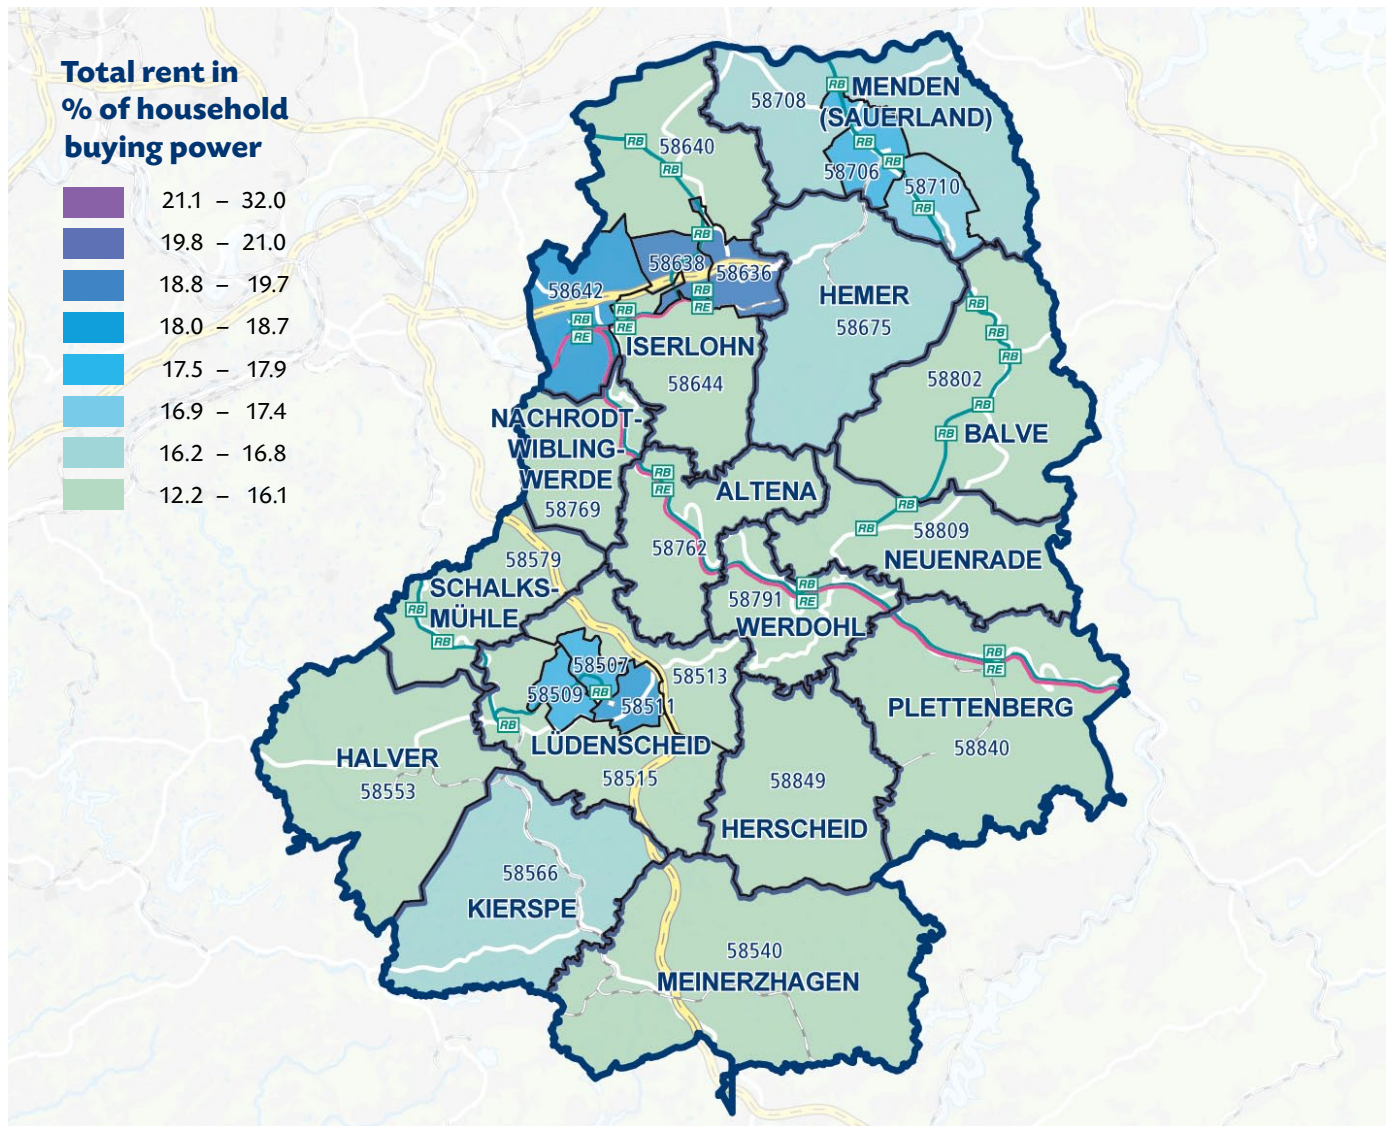 Total rent in
% of household
buying power
21.1 – 32.0
19.8 – 21.0
18.8 – 19.7
18.0 – 18.7
17.5 – 17.9
16.9 – 17.4
16.2 – 16.8
12.2 – 16.1
RB
MENDEN
58708
(SAUERLAND)
RB
58640
RB
RB
RB
58706
58710
RB
RB
58638
58636
58642
RB
RE
RB
RE
RB
RE
HEMER
58675
RB
RB
RB
ISERLOHN
58644
58802
RB
RB
BALVE
NACHRODT-
WIBLING-
WERDE
58769
RB
RE
ALTENA
RB
RB
58809
NEUENRADE
58762
58579
SCHALKS-
MÜHLE
RB
RB
58791
RB
RE
WERDOHL
RB
RE
58507
58513
58509
RB
58511
RB
PLETTENBERG
58840
LÜDENSCHEID
58515
HALVER
58553
58849
HERSCHEID
58566
KIERSPE
58540
MEINERZHAGEN